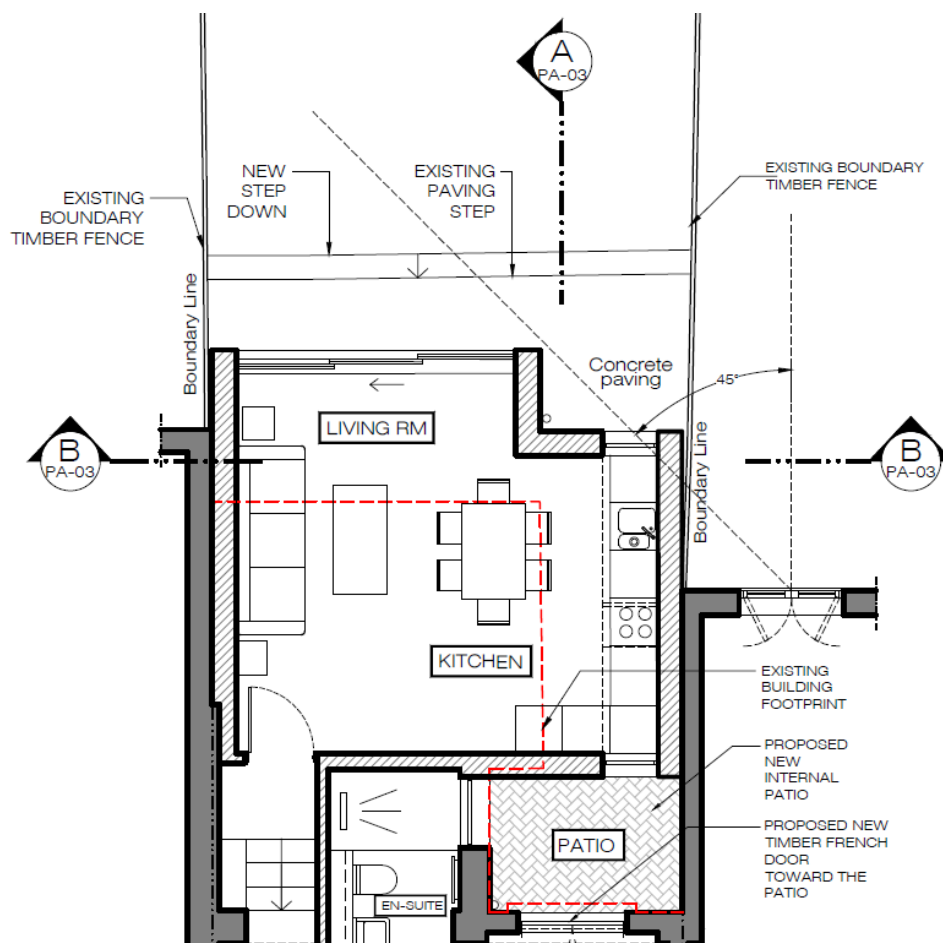 A
PA-03
NEW
STEP
DOWN
EXISTING
PAVING
STEP
EXISTING BOUNDARY
TIMBER FENCE
EXISTING
BOUNDARY
TIMBER FENCE
Boundary Line
Concrete
paving
45°
LIVING RM
B
PA-03
B
PA-03
Boundary Line
KITCHEN
EXISTING
BUILDING
FOOTPRINT
PROPOSED
NEW
INTERNAL
PATIO
PATIO
PROPOSED NEW
TIMBER FRENCH
DOOR
TOWARD THE
PATIO
EN-SUITE